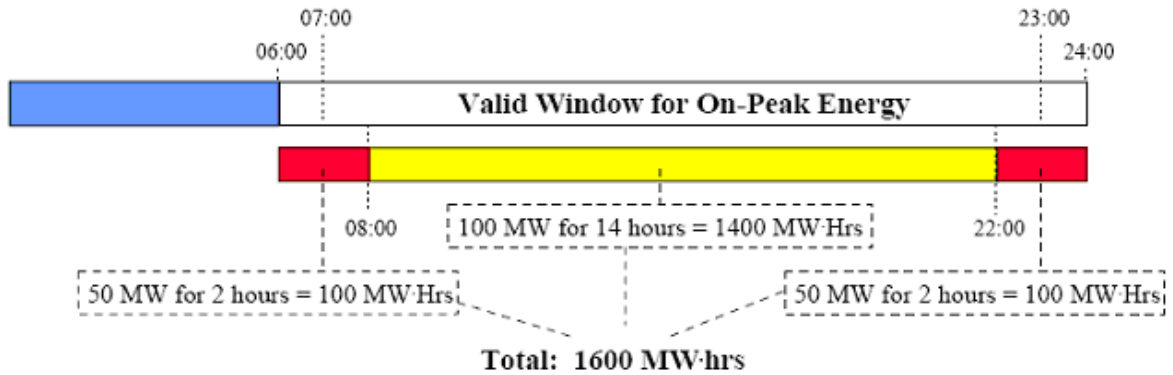 07:00
23:00
06:00
24:00
Valid Window for On-Peak Energy
100 MW for 14 hours = 1400 MW·Hrs
08:00
22:00
50 MW for 2 hours = 100 MW·Hrs
50 MW for 2 hours = 100 MW·Hrs
Total: 1600 MW·hrs